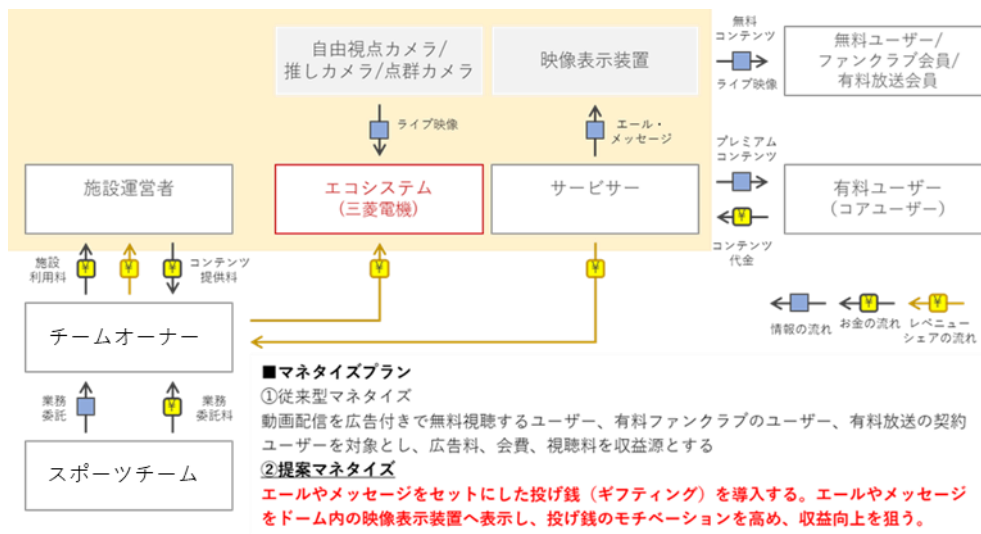 自由視点カメラ/
推しカメラ/点群カメラ
映像表示装置
無料
コンテンツ
ライブ映像
無料ユーザー/
ファンクラブ会員/
有料放送会員
ライブ映像
エール・
メッセージ
施設運営者
エコシステム
(三菱電機)
サービサー
プレミアム
コンテンツ
¥
コンテンツ
代金
有料ユーザー
(コアユーザー)
施設
利用料
¥
¥
¥
コンテンツ
提供料
¥
¥
チームオーナー
情報の流れ
¥
お金の流れ
¥
レベニュー
シェアの流れ
業務
委託
¥
業務
委託料
スポーツチーム
■マネタイズプラン
①従来型マネタイズ
動画配信を広告付きで無料視聴するユーザー、有料ファンクラブのユーザー、有料放送の契約
ユーザーを対象とし、広告料、会費、視聴料を収益源とする
②提案マネタイズ
エールやメッセージをセットにした投げ銭（ギフティング）を導入する。エールやメッセージ
をドーム内の映像表示装置へ表示し、投げ銭のモチベーションを高め、収益向上を狙う。